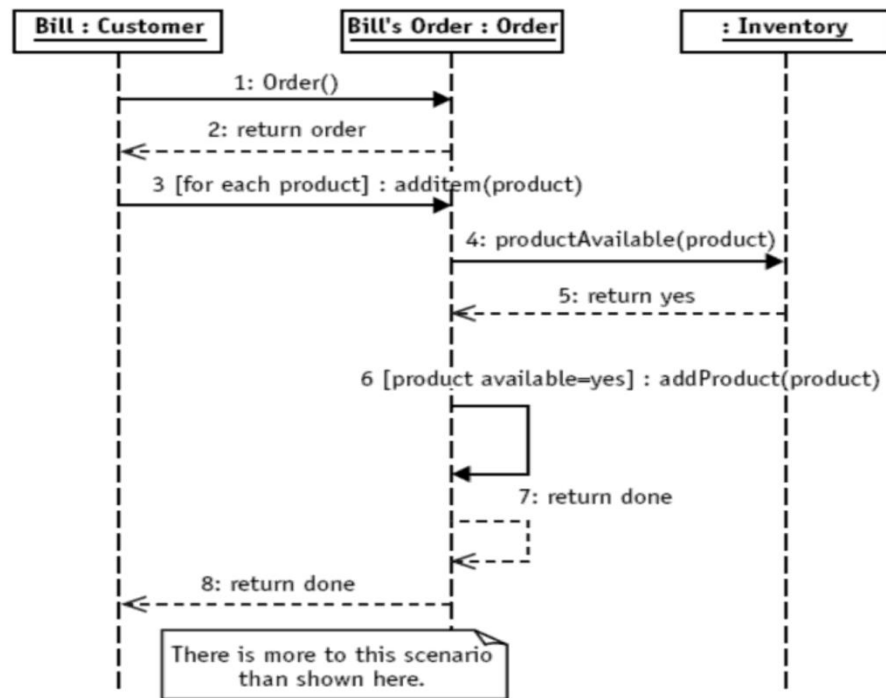 Bill : Customer
Bill's Order : Order
: Inventory
1: Order()
2: return order
3 [for each product] : additem(product)
4: productAvailable(product)
5: return yes
6 [product available=yes] : addProduct(product)
7: return done
8: return done
There is more to this scenario
than shown here.